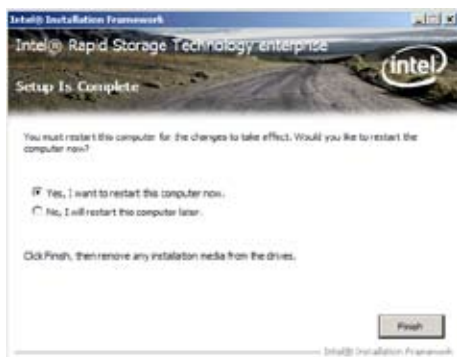 Intel® Installation Framework
Intel® Rapid Storage Technology enterprise
intel
Setup Is Complete
You must restart this computer for the changes to take effect. Would you like to restart the
computer now?
Yes, I want to restart this computer now.
No, I will restart this computer later.
Click Finish, then remove any installation media from the drives.
Finish
Intel® Installation Framework